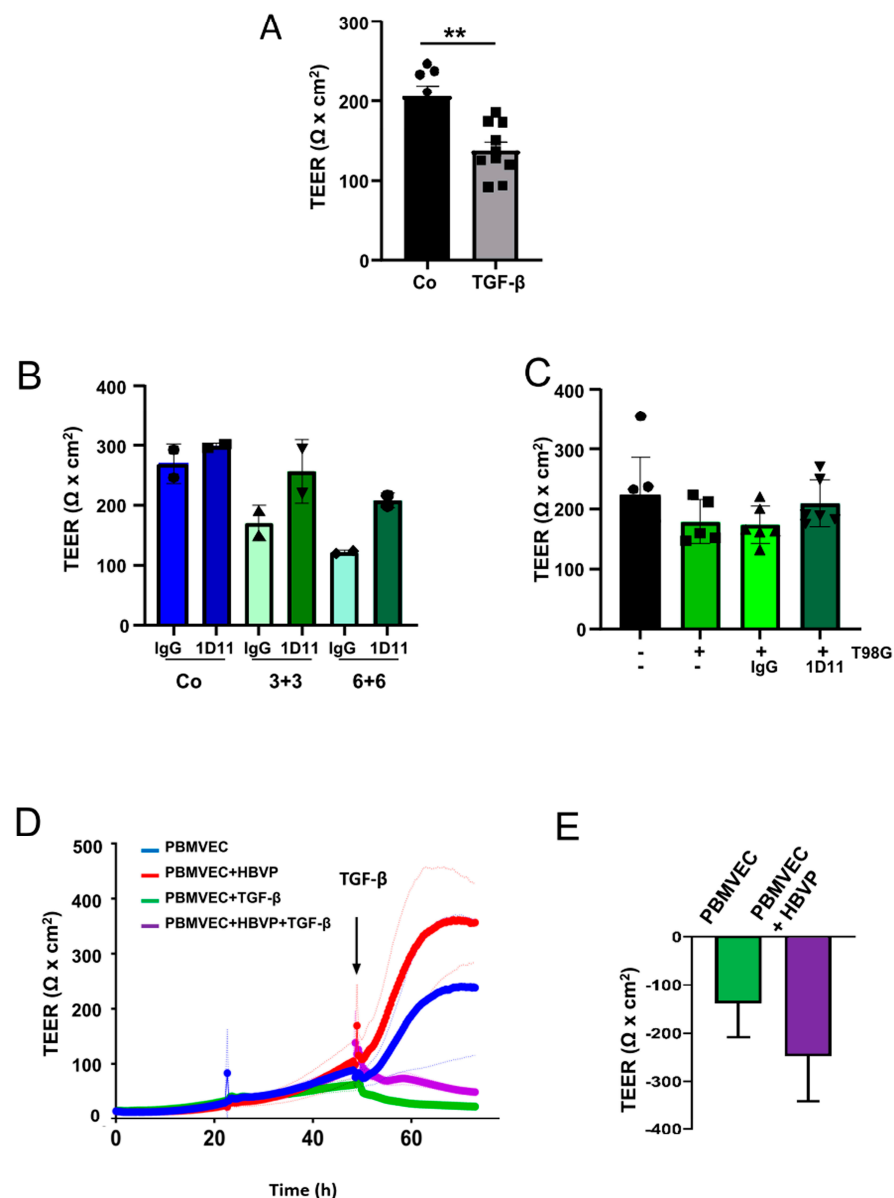 A
**
TEER (Ω x cm²)
300
200
100
0
Co TGF-β
B
TEER (Ω x cm²)
400
300
200
100
0
IgG 1D11 IgG 1D11 IgG 1D11
Co 3+3 6+6
C
TEER (Ω x cm²)
400
300
200
100
0
- + + + T98G
- - IgG 1D11
D
TEER (Ω x cm²)
500
400
300
200
100
0
PBMVEC
PBMVEC+HBVP
PBMVEC+TGF-β
PBMVEC+HBVP+TGF-β
TGF-β
0 20 40 60
Time (h)
E
PBMVEC
PBMVEC
+ HBVP
TEER (Ω x cm²)
0
-100
-200
-300
-400